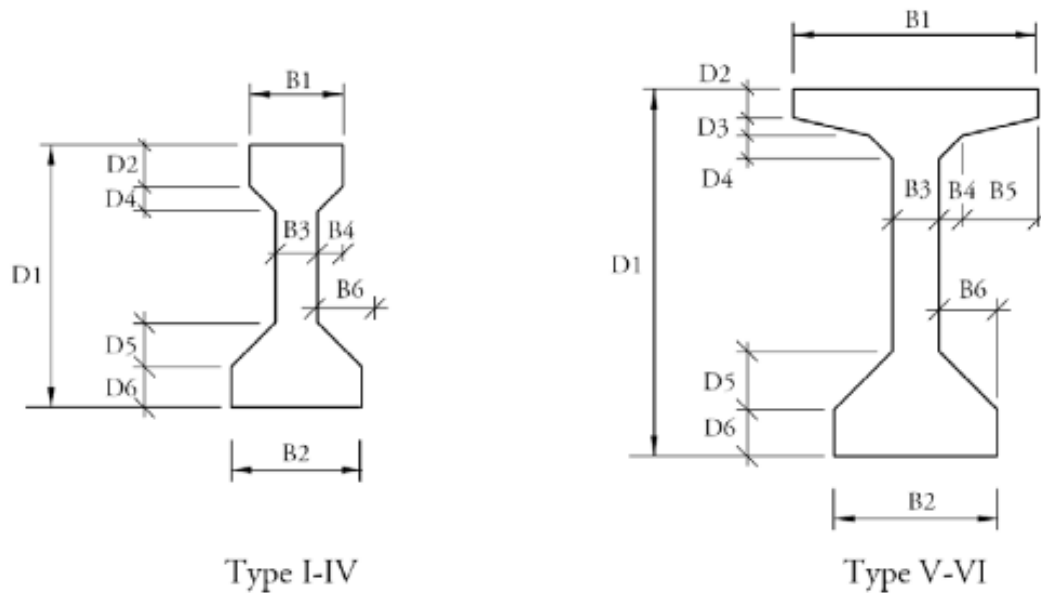 B1
D2
D4
B3 B4
D1
B6
D5
D6
B2
Type I-IV
B1
D2
D3
D4
B3 B4 B5
D1
B6
D5
D6
B2
Type V-VI